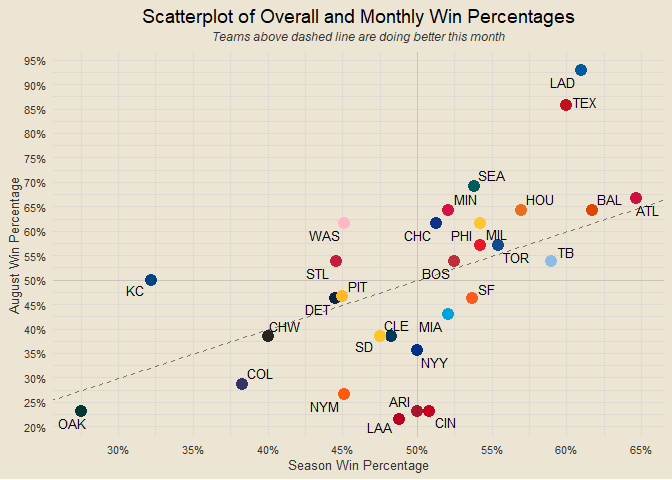 Scatterplot of Overall and Monthly Win Percentages
Teams above dashed line are doing better this month
95%
LAD
90%
85%
TEX
80%
75%
70%
SEA
65%
MIN
HOU
BAL
ATL
60%
WAS
CHC
PHI
MIL
55%
STL
BOS
TOR
TB
50%
KC
45%
DET
PIT
SF
40%
CHW
CLE
MIA
35%
SD
NYY
30%
COL
25%
NYM
ARI
20%
OAK
LAA
CIN
August Win Percentage
30%
35%
40%
45%
50%
55%
60%
65%
Season Win Percentage